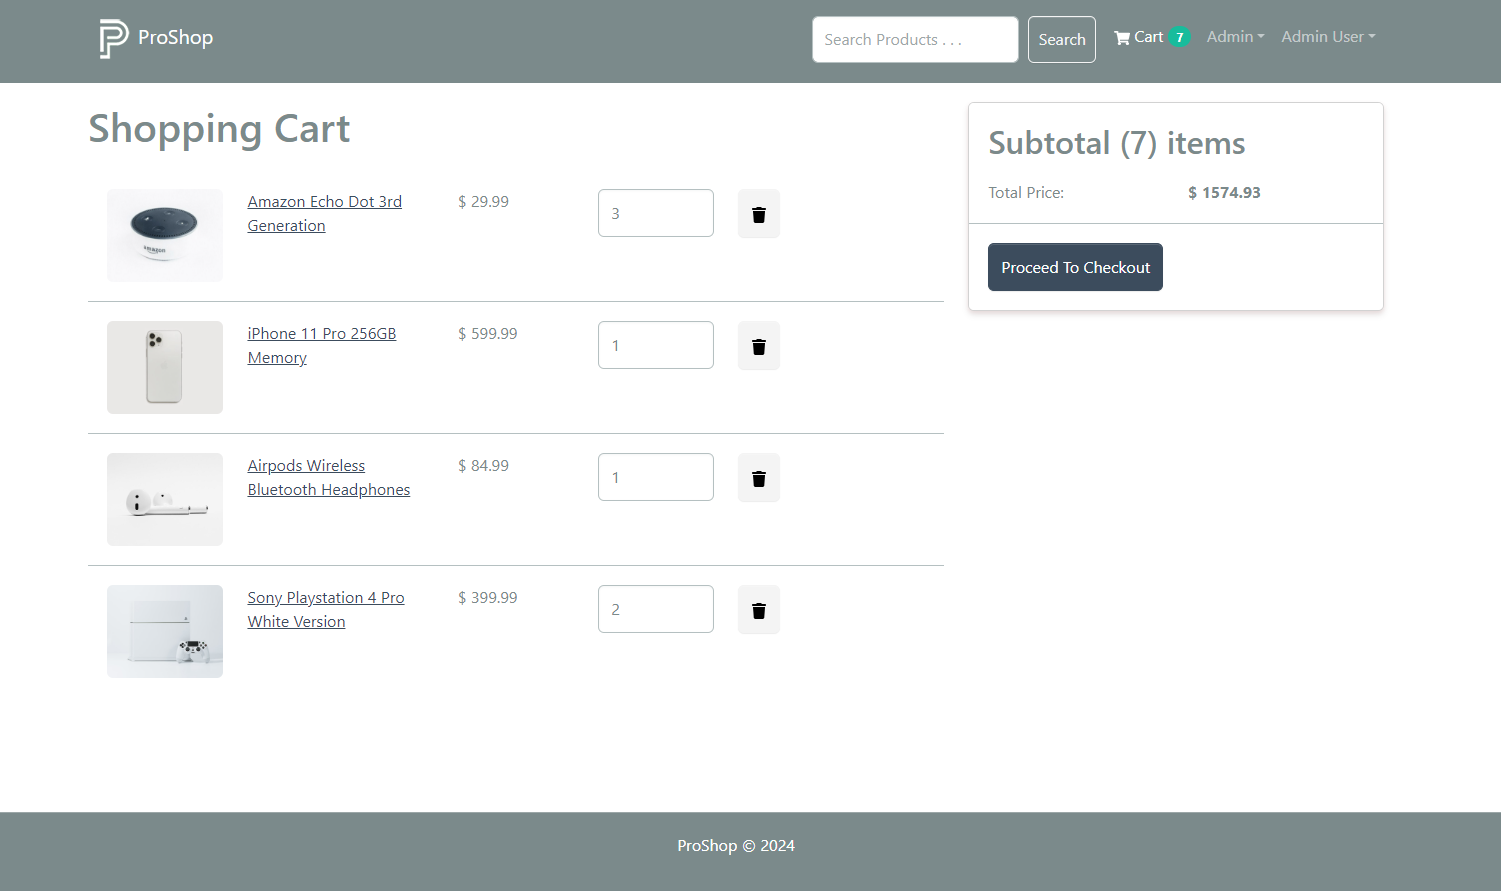 ProShop
Search Products . . .
Search
Cart 7
Admin
Admin User
Shopping Cart
Amazon Echo Dot 3rd
Generation
$ 29.99
3
iPhone 11 Pro 256GB
Memory
$ 599.99
1
Airpods Wireless
Bluetooth Headphones
$ 84.99
1
Sony Playstation 4 Pro
White Version
$ 399.99
2
Subtotal (7) items
Total Price:
$ 1574.93
Proceed To Checkout
amazon
ProShop © 2024